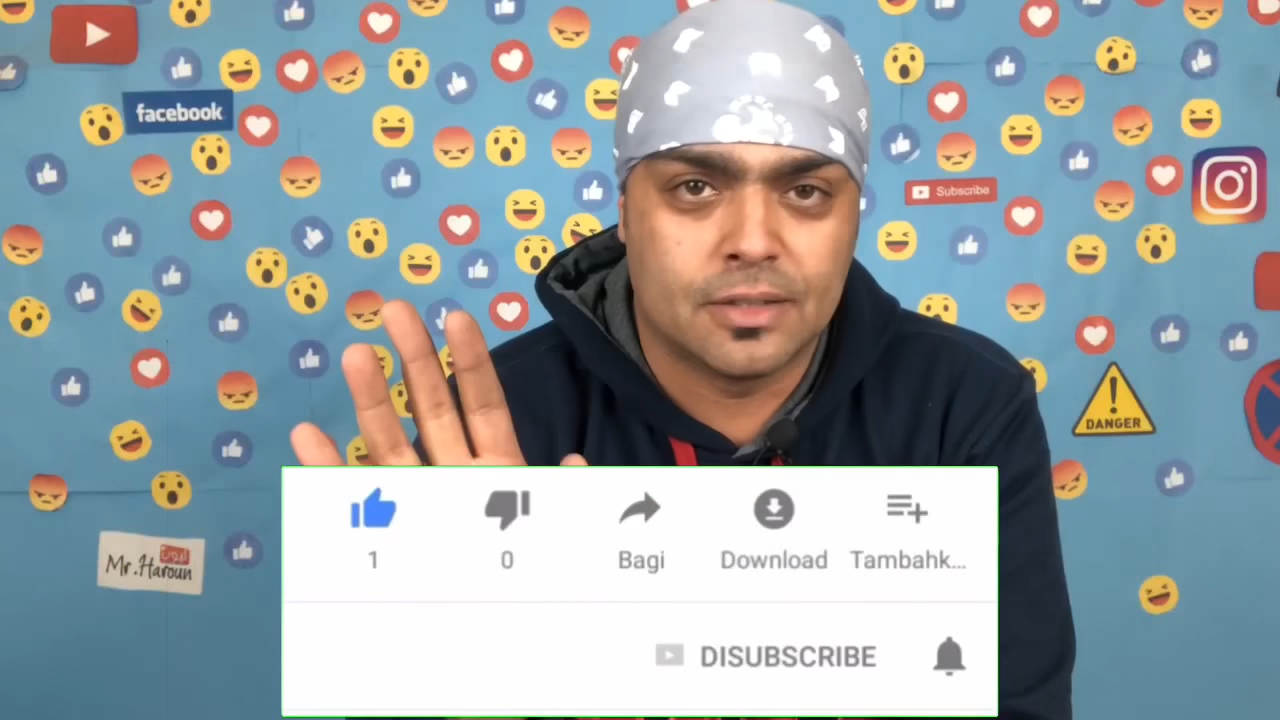 facebook
Subscribe
DANGER
Mr.Haroun
1
0
Bagi
Download
Tambahk...
DISUBSCRIBE